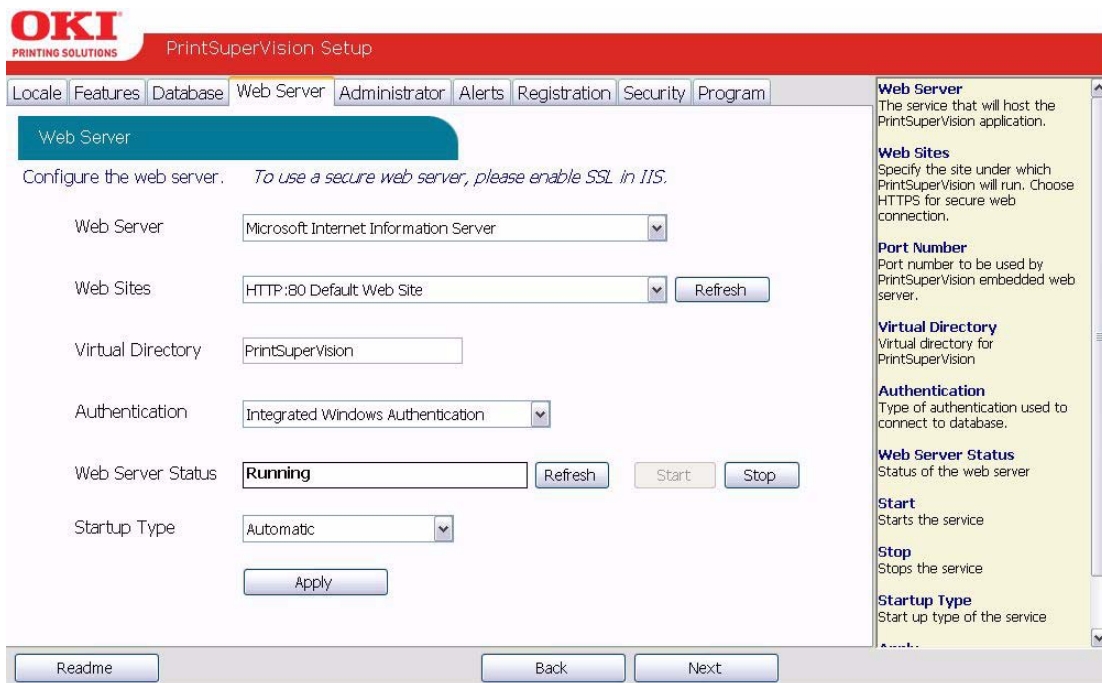 OKI
PRINTING SOLUTIONS
PrintSuperVision Setup
Locale Features Database Web Server Administrator Alerts Registration Security Program
Web Server
Configure the web server. To use a secure web server, please enable SSL in IIS.
Web Server Microsoft Internet Information Server
Web Sites HTTP:80 Default Web Site Refresh
Virtual Directory PrintSuperVision
Authentication Integrated Windows Authentication
Web Server Status Running Refresh Start Stop
Startup Type Automatic
Apply
Web Server
The service that will host the
PrintSuperVision application.
Web Sites
Specify the site under which
PrintSuperVision will run. Choose
HTTPS for secure web
connection.
Port Number
Port number to be used by
PrintSuperVision embedded web
server.
Virtual Directory
Virtual directory for
PrintSuperVision
Authentication
Type of authentication used to
connect to database.
Web Server Status
Status of the web server
Start
Starts the service
Stop
Stops the service
Startup Type
Start up type of the service
Readme Back Next